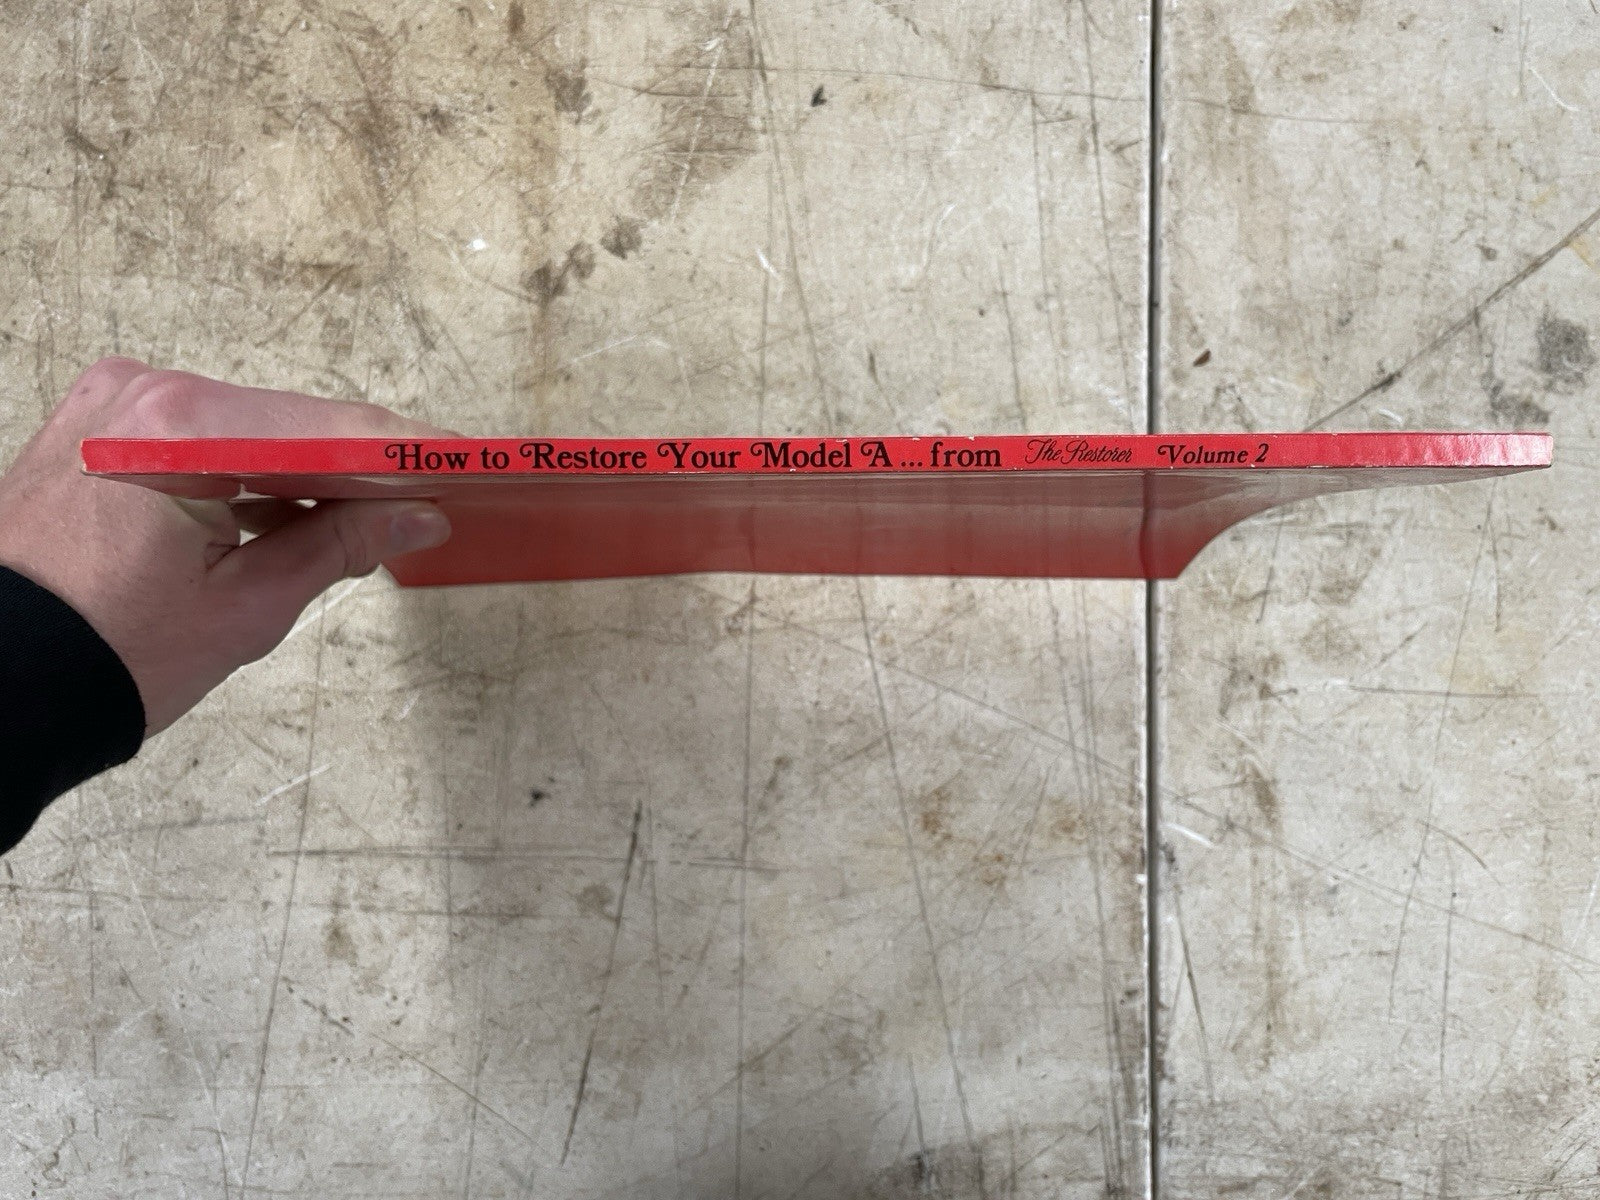 How to Restore Your Model A ... from The Restorer Volume 2